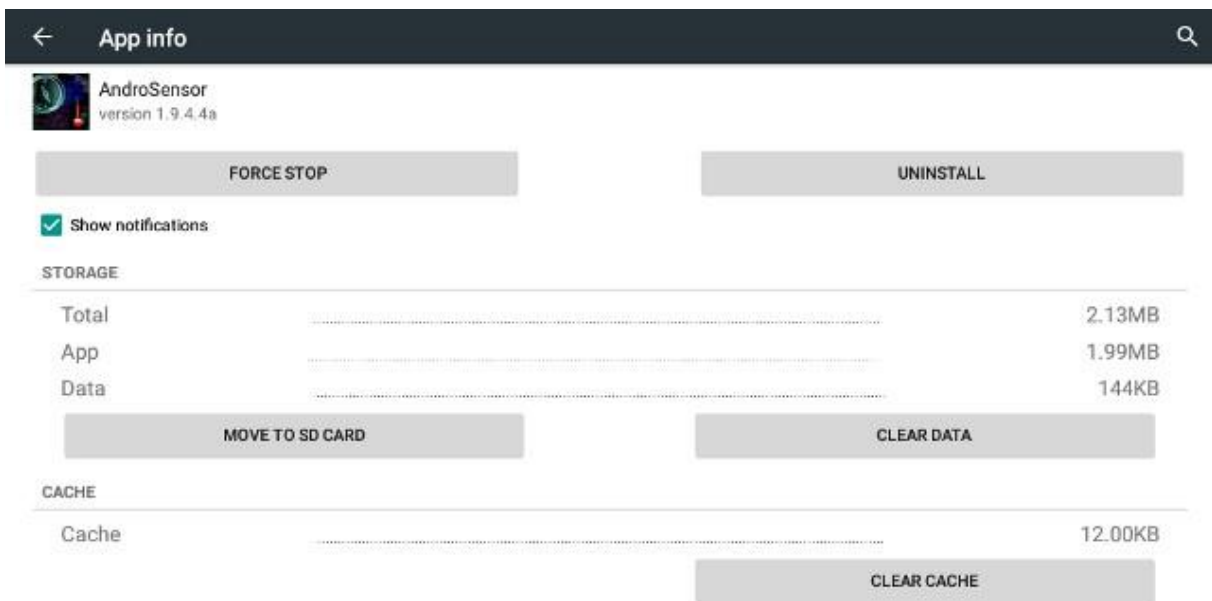 App info
AndroSensor
version 1.9.4.4a
FORCE STOP UNINSTALL
Show notifications
STORAGE
Total 2.13MB
App 1.99MB
Data 144KB
MOVE TO SD CARD CLEAR DATA
CACHE
Cache 12.00KB
CLEAR CACHE